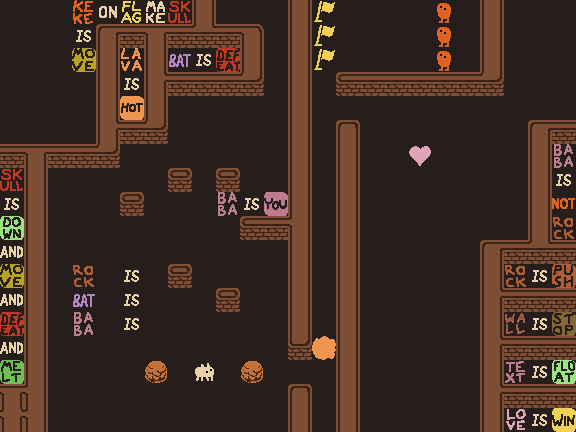 KEKE ON FLAG MAKE SKULL
IS
MOVE
LAVA
IS
HOT
BAT IS DEFEAT
BABA
IS
NOT
ROCK
SKULL
IS
DOWN
AND
MOVE
AND
DEFEAT
AND
MELT
BABA IS YOU
ROCK IS
BAT IS
BABA IS
ROCK IS PUSH
WALL IS STOP
TEXT IS FLOAT
LOVE IS WIN